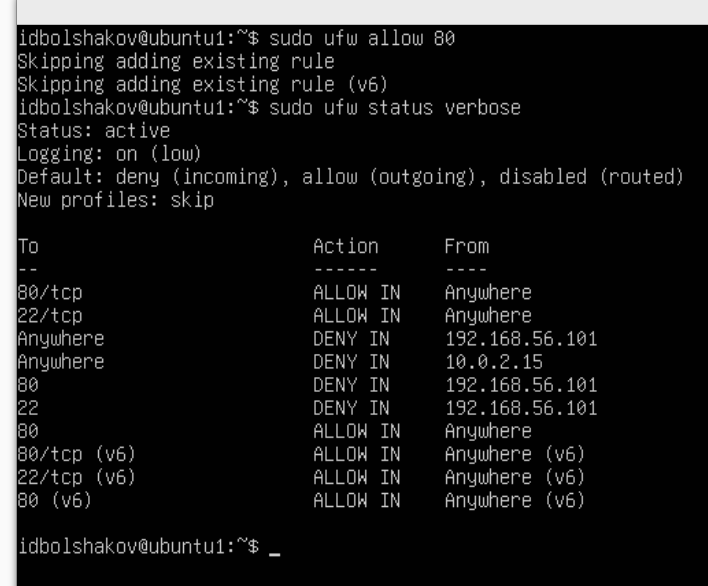 idbolshakov@ubuntu1:~$ sudo ufw allow 80
Skipping adding existing rule
Skipping adding existing rule (v6)
idbolshakov@ubuntu1:~$ sudo ufw status verbose
Status: active
Logging: on (low)
Default: deny (incoming), allow (outgoing), disabled (routed)
New profiles: skip

To                         Action      From
--                         ------      ----
80/tcp                     ALLOW IN    Anywhere
22/tcp                     ALLOW IN    Anywhere
Anywhere                   DENY IN     192.168.56.101
Anywhere                   DENY IN     10.0.2.15
80                         DENY IN     192.168.56.101
22                         DENY IN     192.168.56.101
80                         ALLOW IN    Anywhere
80/tcp (v6)                ALLOW IN    Anywhere (v6)
22/tcp (v6)                ALLOW IN    Anywhere (v6)
80 (v6)                    ALLOW IN    Anywhere (v6)

idbolshakov@ubuntu1:~$ _